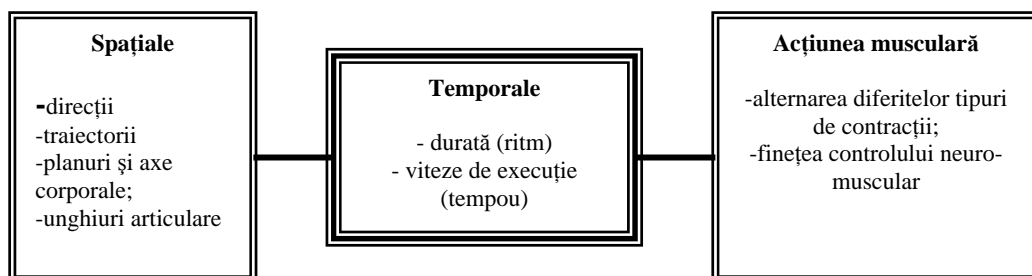 Spațiale
-direcții
-traiectorii
-planuri și axe
corporale;
-unghiuri articulare
Temporale
- durată (ritm)
- viteze de execuție
(tempou)
Acțiunea musculară
-alternarea diferitelor tipuri
de contracții;
-finețea controlului neuro-
muscular